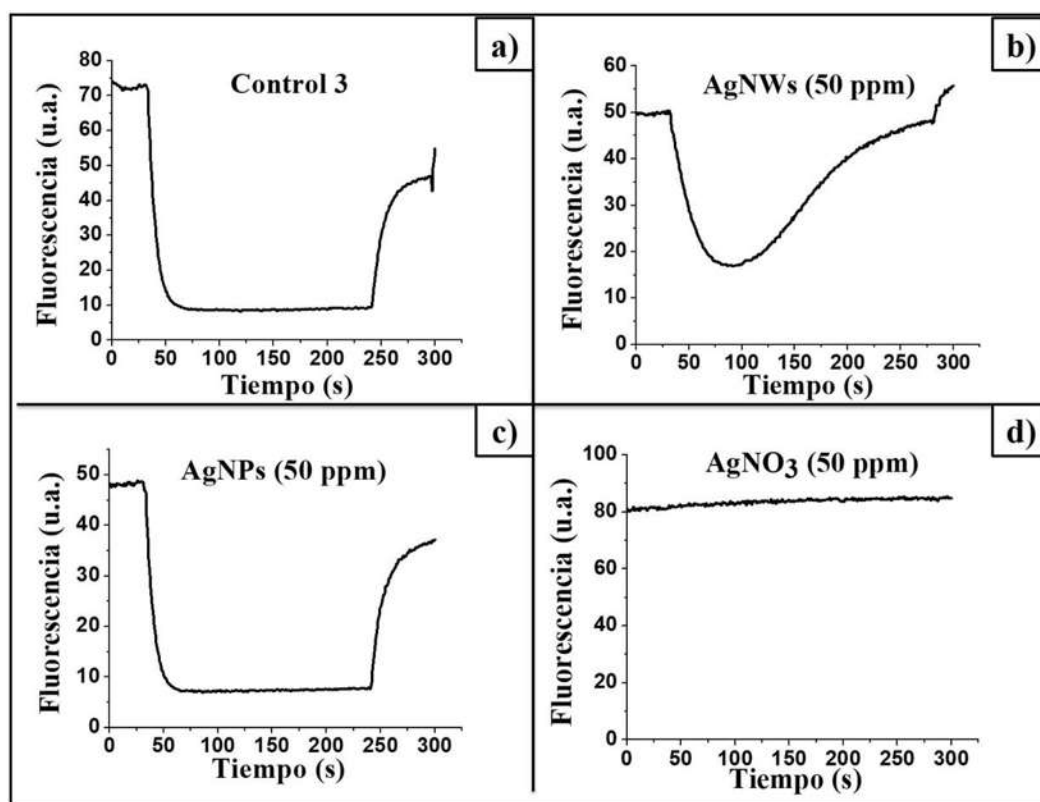 a)
Control 3
Fluorescencia (u.a.)
80
70
60
50
40
30
20
10
0
0 50 100 150 200 250 300
Tiempo (s)
b)
AgNWs (50 ppm)
Fluorescencia (u.a.)
60
50
40
30
20
10
0
0 50 100 150 200 250 300
Tiempo (s)
c)
AgNPs (50 ppm)
Fluorescencia (u.a.)
50
40
30
20
10
0
0 50 100 150 200 250 300
Tiempo (s)
d)
AgNO3 (50 ppm)
Fluorescencia (u.a.)
100
80
60
40
20
0
0 50 100 150 200 250 300
Tiempo (s)